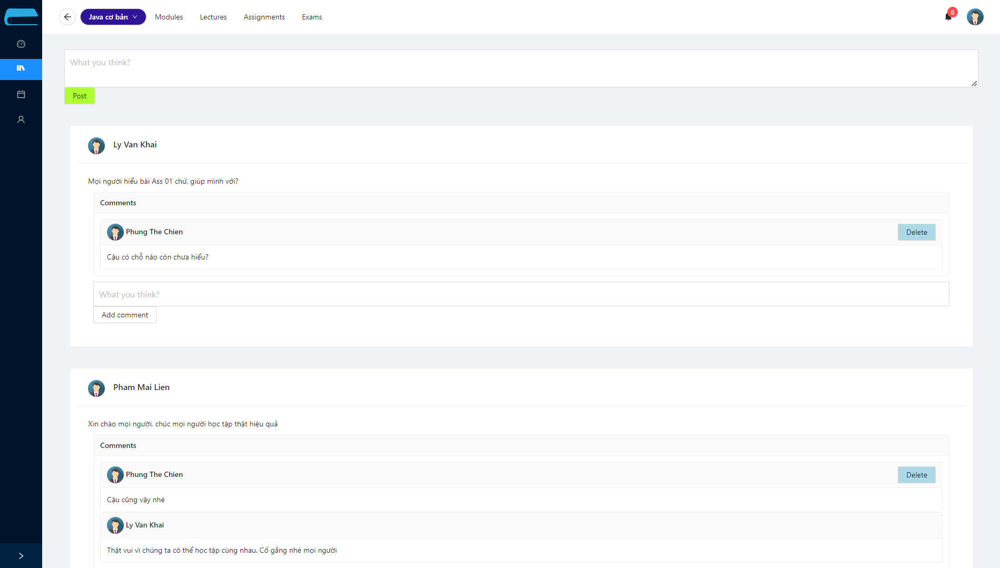 Java cơ bản
Modules
Lectures
Assignments
Exams
6
What you think?
Post
Ly Van Khai
Mọi người hiểu bài Ass 01 chứ, giúp mình với?
Comments
Phung The Chien
Delete
Cậu có chỗ nào còn chưa hiểu?
What you think?
Add comment
Pham Mai Lien
Xin chào mọi người, chúc mọi người học tập thật hiệu quả
Comments
Phung The Chien
Delete
Cậu cũng vậy nhé
Ly Van Khai
Thật vui vì chúng ta có thể học tập cùng nhau. Cố gắng nhé mọi người